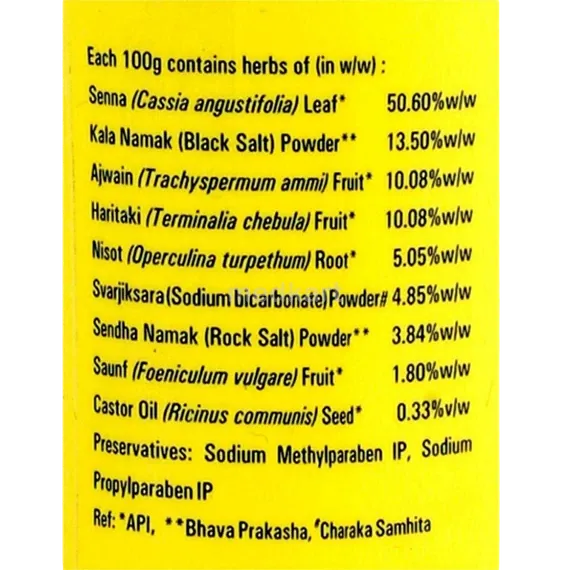 Each 100g contains herbs of (in w/w) :
Senna (Cassia angustifolia) Leaf* 50.60%w/w
Kala Namak (Black Salt) Powder** 13.50%w/w
Ajwain (Trachyspermum ammi) Fruit* 10.08%w/w
Haritaki (Terminalia chebula) Fruit* 10.08%w/w
Nisot (Operculina turpethum) Root* 5.05%w/w
Svarjiksara (Sodium bicarbonate) Powder# 4.85%w/w
Sendha Namak (Rock Salt) Powder** 3.84%w/w
Saunf (Foeniculum vulgare) Fruit* 1.80%w/w
Castor Oil (Ricinus communis) Seed* 0.33%v/w
Preservatives: Sodium Methylparaben IP, Sodium
Propylparaben IP
Ref: *API, **Bhava Prakasha, #Charaka Samhita